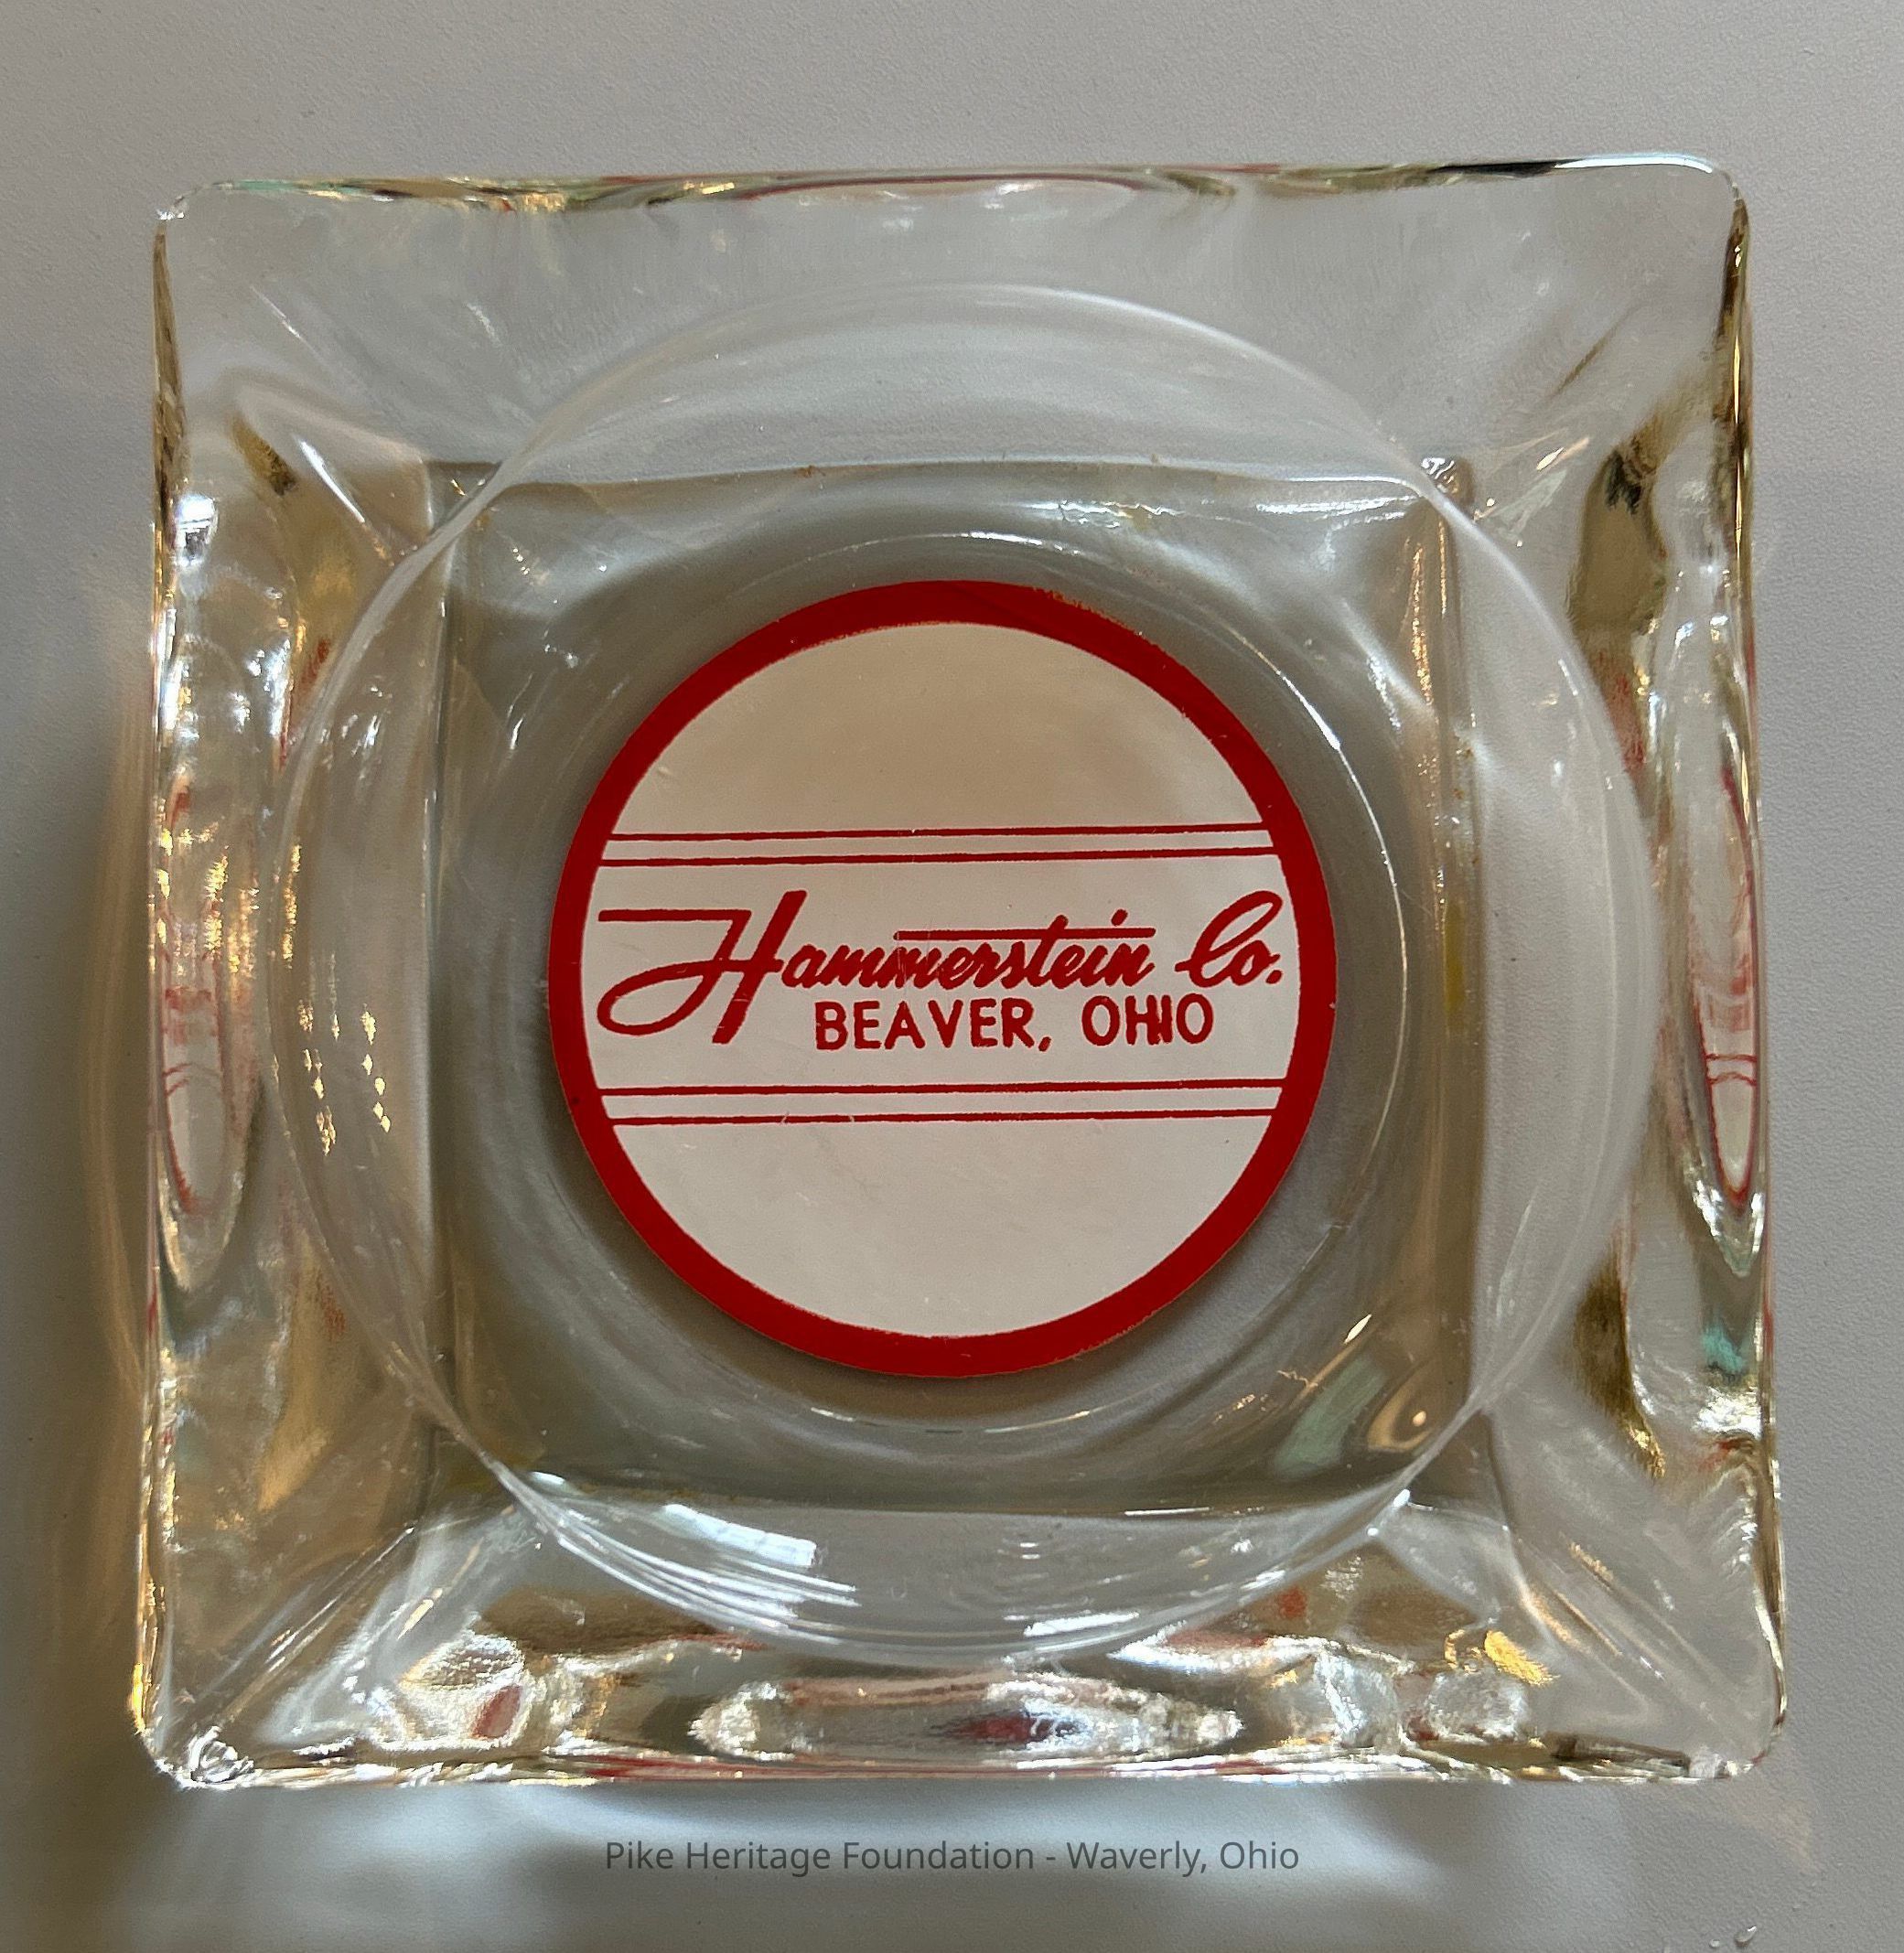 Hammerstein Co.
BEAVER, OHIO
Pike Heritage Foundation - Waverly, Ohio